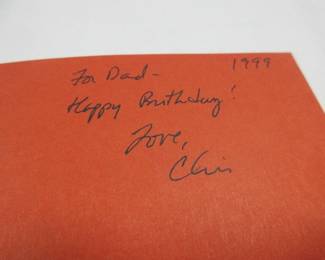 1999
For Dad-
Happy Birthday!
Love,
Chris